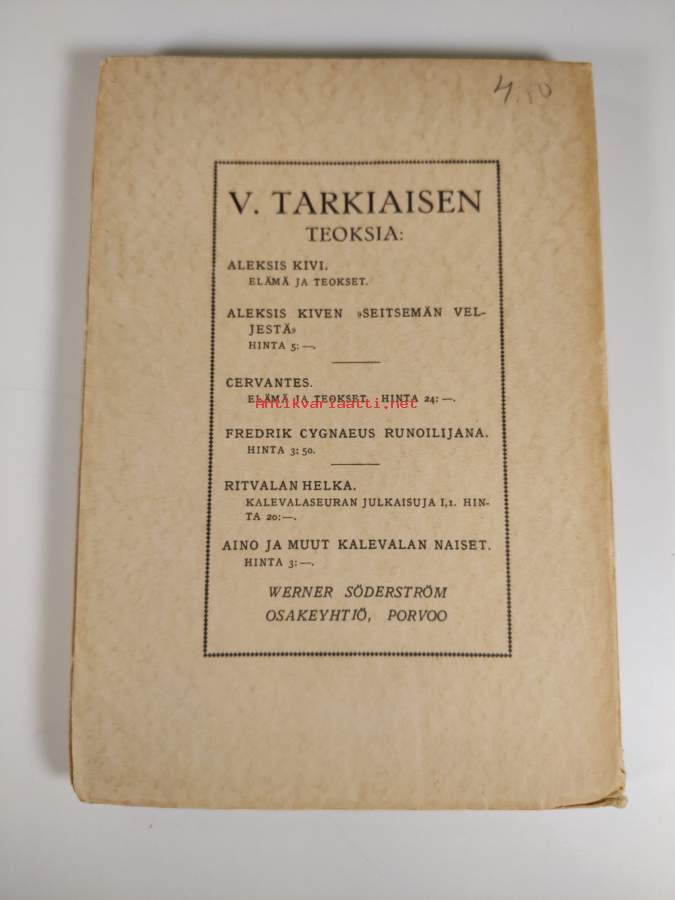 4.50
V. TARKIAISEN
TEOKSIA:
ALEKSIS KIVI.
ELÄMÄ JA TEOKSET.
ALEKSIS KIVEN »SEITSEMÄN VEL-
JESTÄ»
HINTA 5: —.
CERVANTES.
ELÄMÄ JA TEOKSET. HINTA 24: —.
Antikvariaatti.net
FREDRIK CYGNAEUS RUNOILIJANA.
HINTA 3: 50.
RITVALAN HELKA.
KALEVALASEURAN JULKAISUJA I,1. HIN-
TA 20:—.
AINO JA MUUT KALEVALAN NAISET.
HINTA 3: —.
WERNER SÖDERSTRÖM
OSAKEYHTIÖ, PORVOO